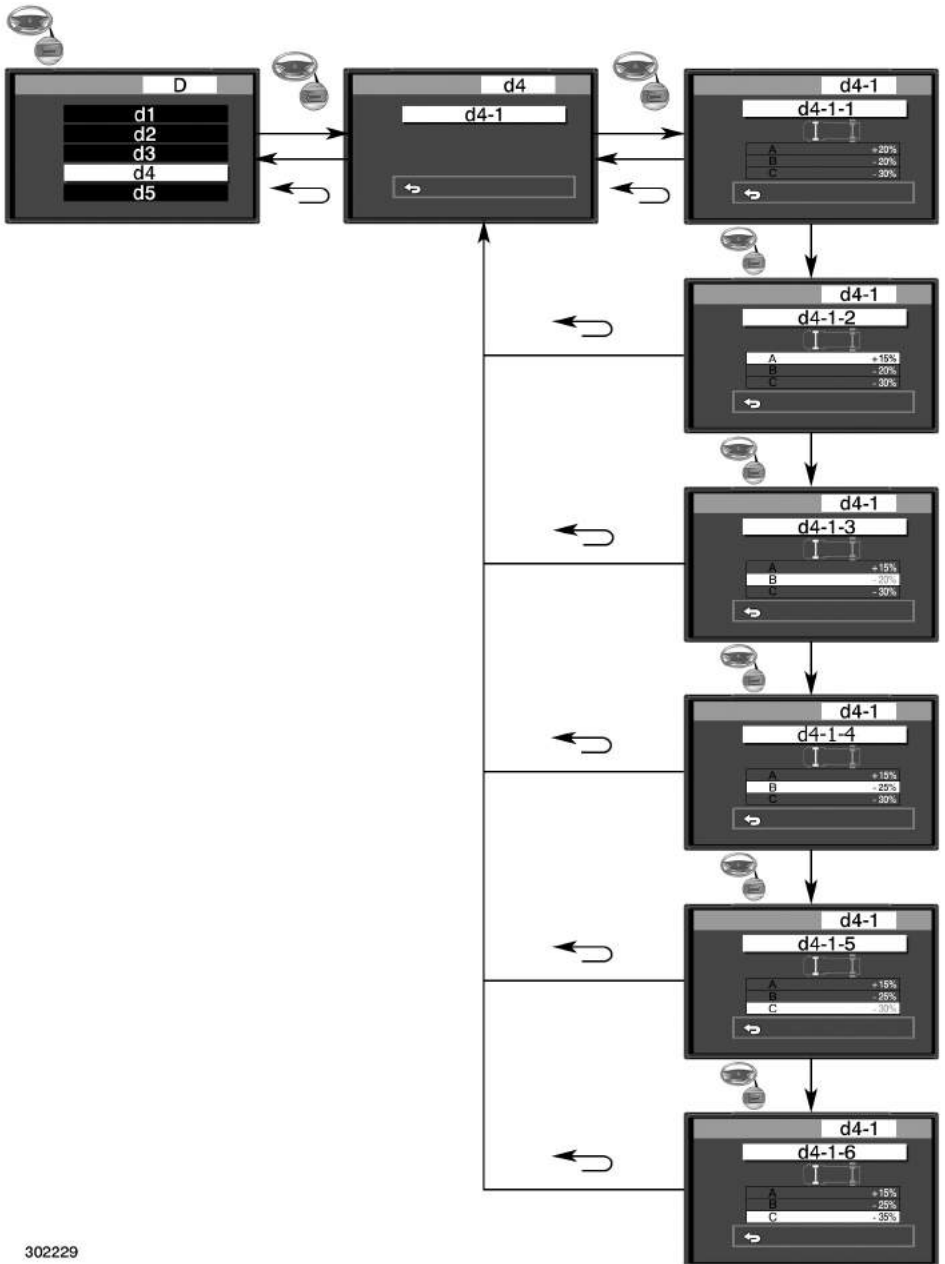 D
d1
d2
d3
d4
d5
d4
d4-1
d4-1
d4-1-1
A +20%
B -20%
C -30%
d4-1
d4-1-2
A +15%
B -20%
C -30%
d4-1
d4-1-3
A +15%
B -20%
C -30%
d4-1
d4-1-4
A +15%
B -25%
C -30%
d4-1
d4-1-5
A +15%
B -25%
C -30%
d4-1
d4-1-6
A +15%
B -25%
C -35%
302229